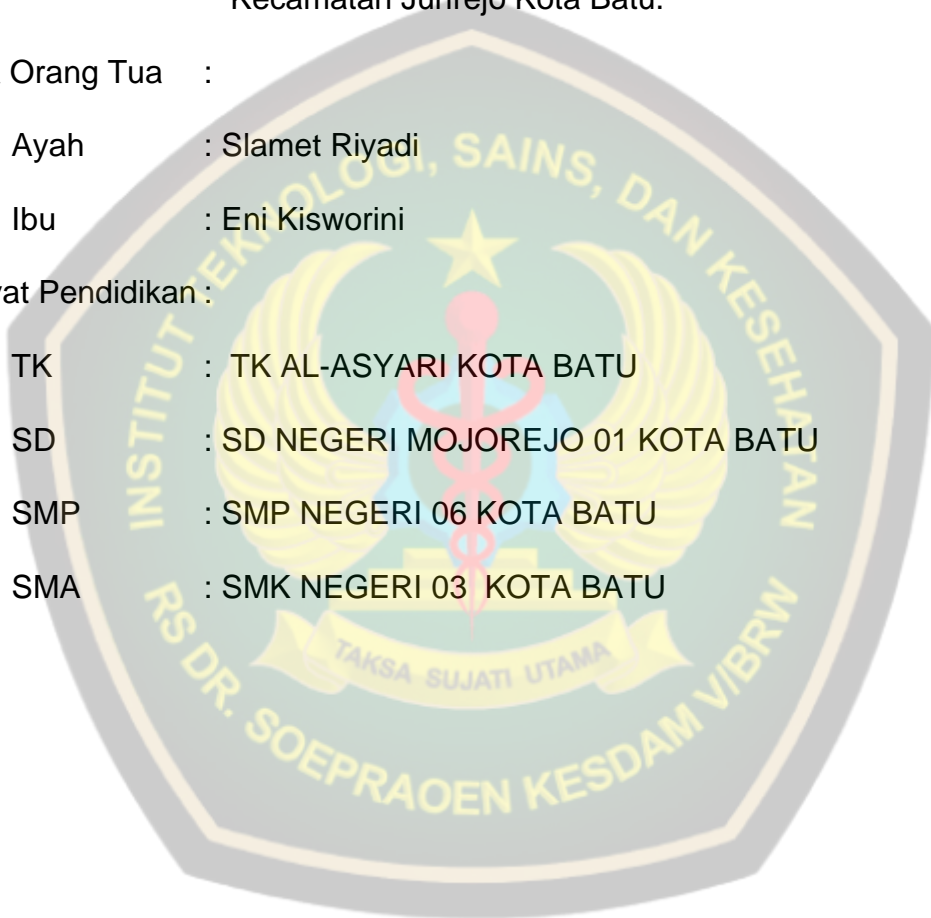 Kecamatan Junrejo Kota Batu.
Orang Tua :
Ayah : Slamet Riyadi
Ibu : Eni Kisworini
yat Pendidikan :
TK : TK AL-ASYARI KOTA BATU
SD : SD NEGERI MOJOREJO 01 KOTA BATU
SMP : SMP NEGERI 06 KOTA BATU
SMA : SMK NEGERI 03 KOTA BATU
INSTITUT TEKNOLOGI, SAINS, DAN KESEHATAN
TAKSA SUJATI UTAMA
RS DR. SOEPRAOEN KESDAM V/BRW